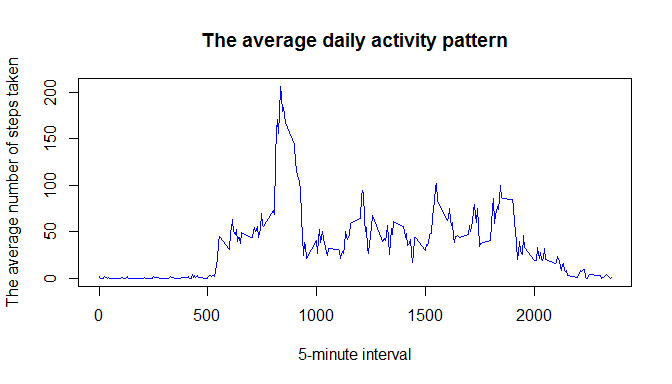 The average daily activity pattern
The average number of steps taken
200
150
100
50
0
0 500 1000 1500 2000
5-minute interval